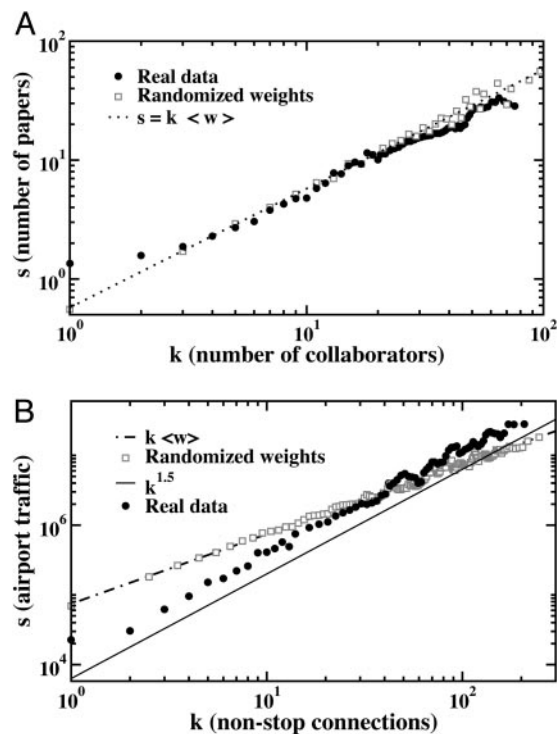 A
10²
Real data
Randomized weights
s = k <w>
10¹
10⁰
s (number of papers)
10⁰
10¹
10²
k (number of collaborators)
B
k <w>
Randomized weights
k^1.5
Real data
10⁶
10⁴
s (airport traffic)
10⁰
10¹
10²
k (non-stop connections)